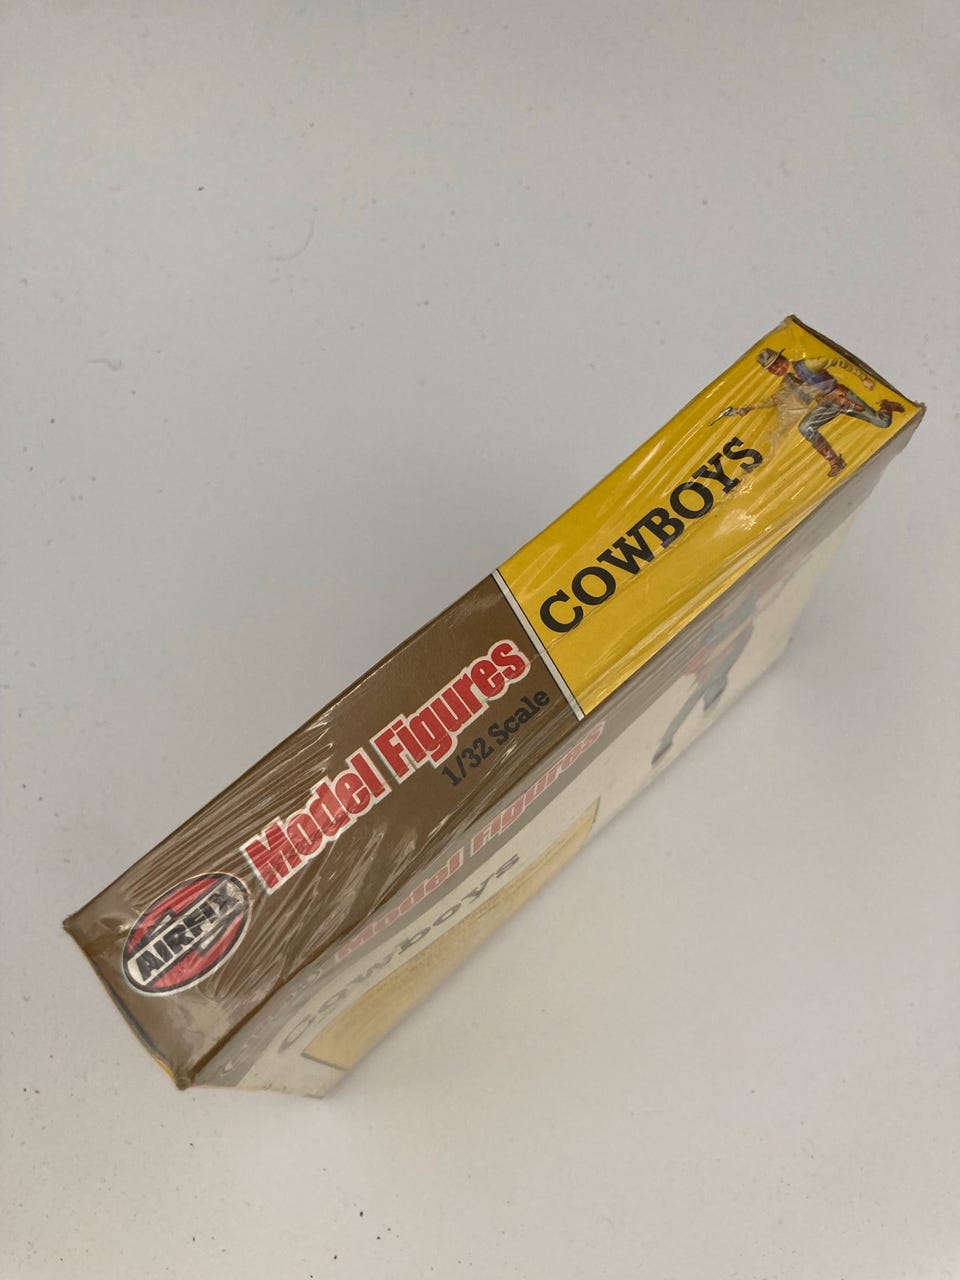 AIRFIX
Model Figures
1/32 Scale
COWBOYS
Model Figures
Cowboys